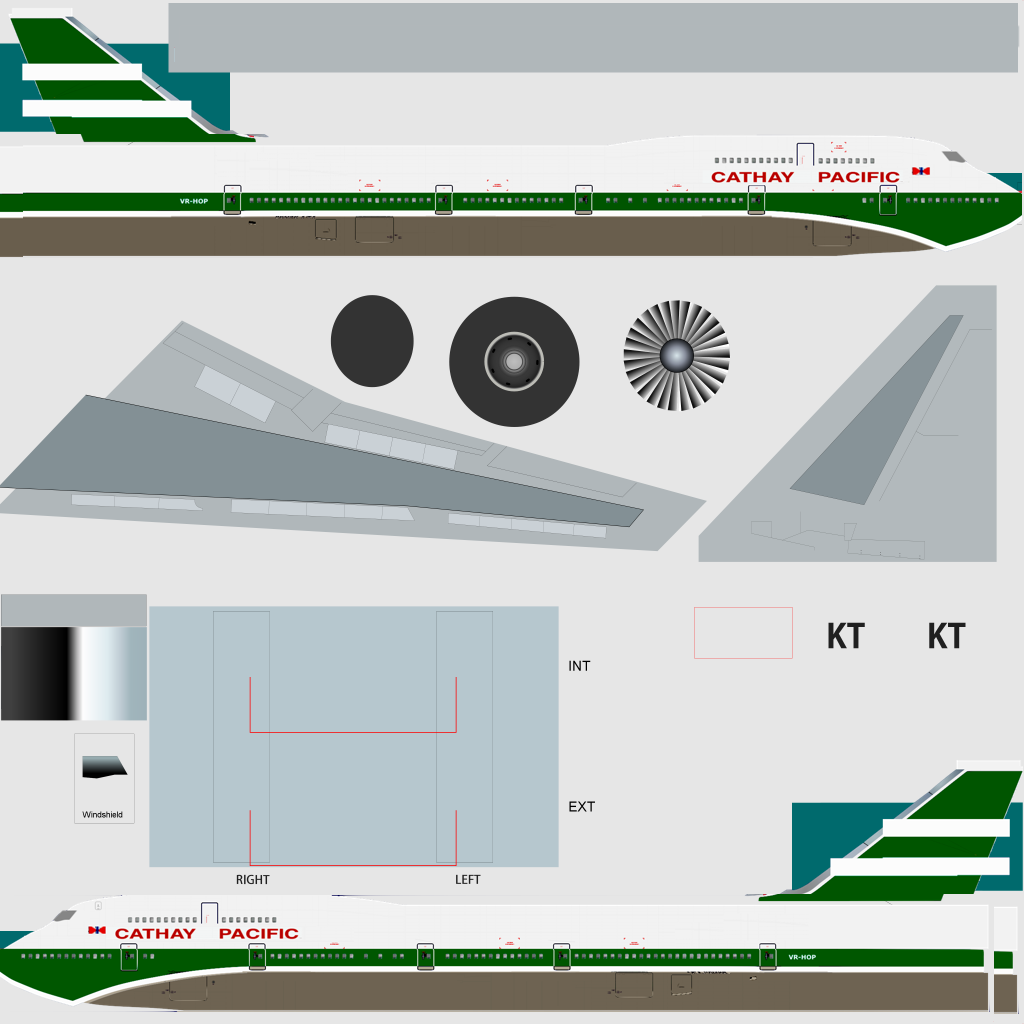 CATHAY PACIFIC
VR-HOP
INT
KT KT
EXT
Windshield
RIGHT LEFT
CATHAY PACIFIC
VR-HOP